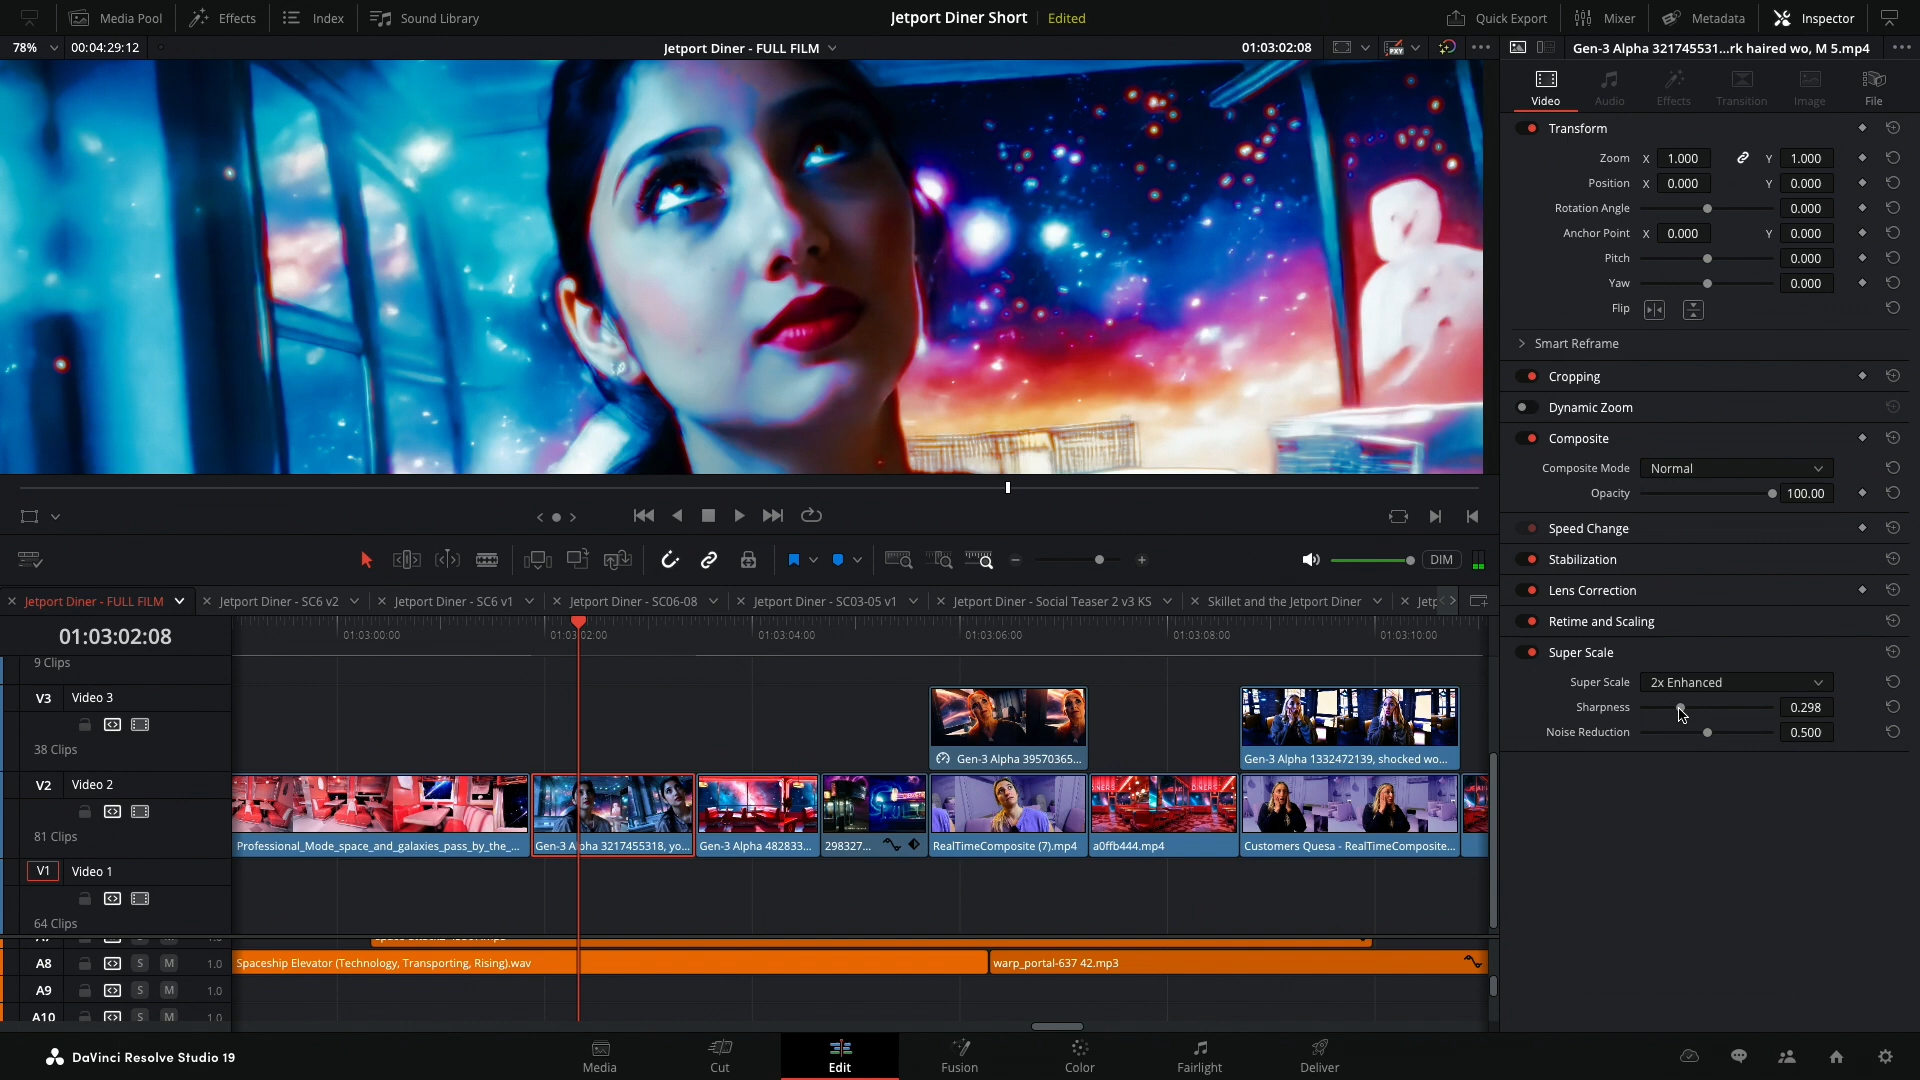 Media Pool
Effects
Index
Sound Library
Jetport Diner Short
Edited
Quick Export
Mixer
Metadata
Inspector
78%
00:04:29:12
Jetport Diner - FULL FILM
01:03:02:08
Gen-3 Alpha 321745531...rk haired wo, M 5.mp4
Video
Audio
Effects
Transition
Image
File
Transform
Zoom X 1.000 Y 1.000
Position X 0.000 Y 0.000
Rotation Angle 0.000
Anchor Point X 0.000 Y 0.000
Pitch 0.000
Yaw 0.000
Flip
Smart Reframe
Cropping
Dynamic Zoom
Composite
Composite Mode Normal
Opacity 100.00
Speed Change
Stabilization
Lens Correction
Retime and Scaling
Super Scale
Super Scale 2x Enhanced
Sharpness 0.298
Noise Reduction 0.500
DIM
Jetport Diner - FULL FILM
Jetport Diner - SC6 v2
Jetport Diner - SC6 v1
Jetport Diner - SC06-08
Jetport Diner - SC03-05 v1
Jetport Diner - Social Teaser 2 v3 KS
Skillet and the Jetport Diner
Jetp
01:03:02:08
01:03:00:00
01:03:02:00
01:03:04:00
01:03:06:00
01:03:08:00
01:03:10:00
9 Clips
V3 Video 3
38 Clips
Gen-3 Alpha 39570365...
Gen-3 Alpha 1332472139, shocked wo...
V2 Video 2
81 Clips
Professional_Mode_space_and_galaxies_pass_by_the_...
Gen-3 Alpha 3217455318, yo...
Gen-3 Alpha 482833...
298327...
RealTimeComposite (7).mp4
a0ffb444.mp4
Customers Quesa - RealTimeComposite...
V1 Video 1
64 Clips
A8 S M 1.0
Spaceship Elevator (Technology, Transporting, Rising).wav
warp_portal-637 42.mp3
A9 S M 1.0
A10 S M 1.0
DaVinci Resolve Studio 19
Media
Cut
Edit
Fusion
Color
Fairlight
Deliver